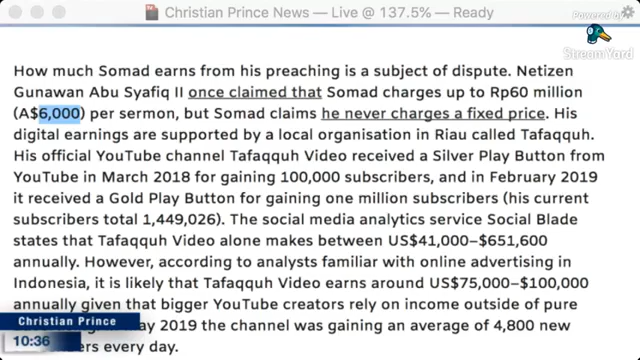 Christian Prince News — Live @ 137.5% — Ready
Powered by
StreamYard
How much Somad earns from his preaching is a subject of dispute. Netizen
Gunawan Abu Syafiq II once claimed that Somad charges up to Rp60 million
(A$6,000) per sermon, but Somad claims he never charges a fixed price. His
digital earnings are supported by a local organisation in Riau called Tafaqquh.
His official YouTube channel Tafaqquh Video received a Silver Play Button from
YouTube in March 2018 for gaining 100,000 subscribers, and in February 2019
it received a Gold Play Button for gaining one million subscribers (his current
subscribers total 1,449,026). The social media analytics service Social Blade
states that Tafaqquh Video alone makes between US$41,000–$651,600
annually. However, according to analysts familiar with online advertising in
Indonesia, it is likely that Tafaqquh Video earns around US$75,000–$100,000
annually given that bigger YouTube creators rely on income outside of pure
ay 2019 the channel was gaining an average of 4,800 new
ers every day.
Christian Prince
10:36